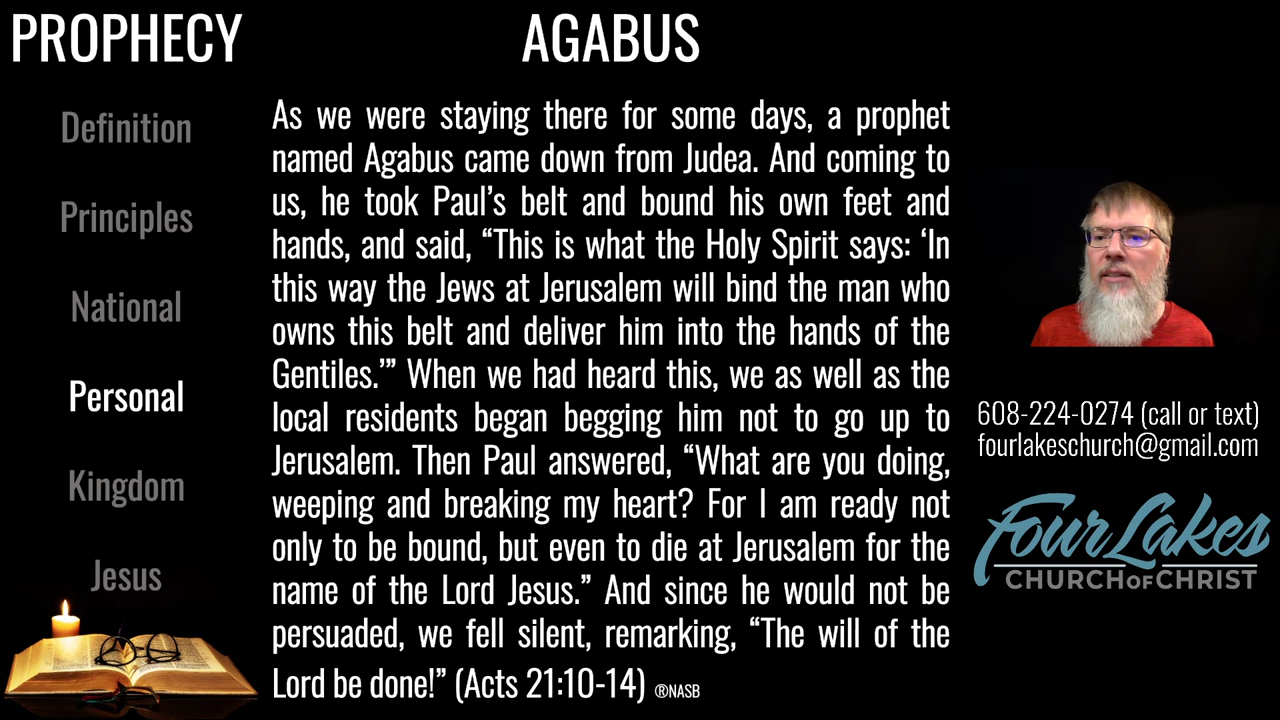 PROPHECY
AGABUS
Definition
Principles
National
Personal
Kingdom
Jesus
As we were staying there for some days, a prophet
named Agabus came down from Judea. And coming to
us, he took Paul’s belt and bound his own feet and
hands, and said, “This is what the Holy Spirit says: ‘In
this way the Jews at Jerusalem will bind the man who
owns this belt and deliver him into the hands of the
Gentiles.’” When we had heard this, we as well as the
local residents began begging him not to go up to
Jerusalem. Then Paul answered, “What are you doing,
weeping and breaking my heart? For I am ready not
only to be bound, but even to die at Jerusalem for the
name of the Lord Jesus.” And since he would not be
persuaded, we fell silent, remarking, “The will of the
Lord be done!” (Acts 21:10-14) ®NASB
608-224-0274 (call or text)
fourlakeschurch@gmail.com
Four Lakes
CHURCH OF CHRIST